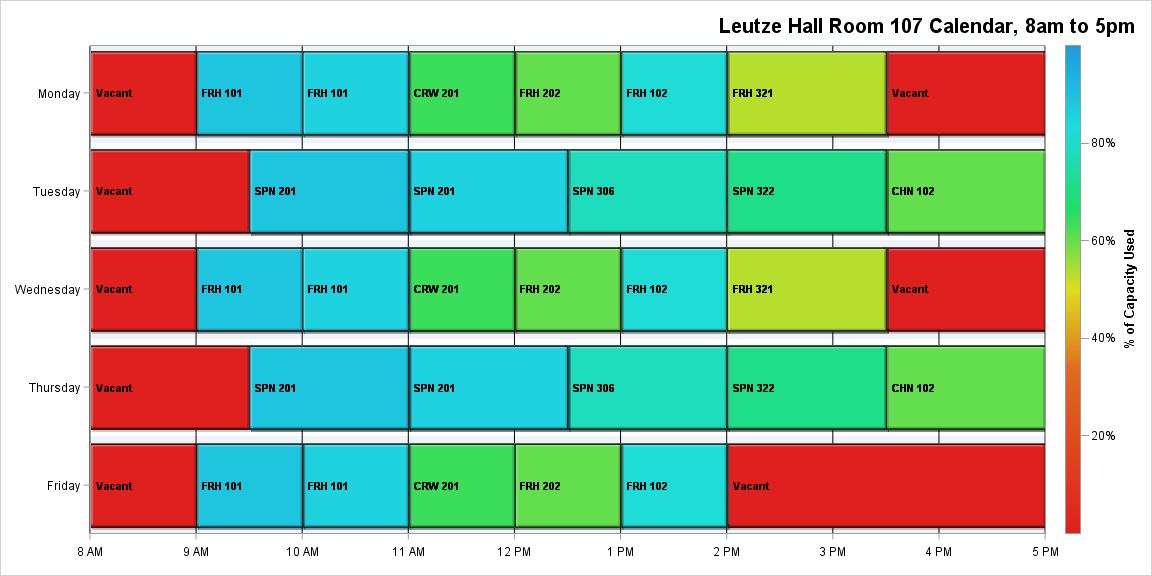 Leutze Hall Room 107 Calendar, 8am to 5pm
Monday
Vacant
FRH 101
FRH 101
CRW 201
FRH 202
FRH 102
FRH 321
Vacant
Tuesday
Vacant
SPN 201
SPN 201
SPN 306
SPN 322
CHN 102
Wednesday
Vacant
FRH 101
FRH 101
CRW 201
FRH 202
FRH 102
FRH 321
Vacant
Thursday
Vacant
SPN 201
SPN 201
SPN 306
SPN 322
CHN 102
Friday
Vacant
FRH 101
FRH 101
CRW 201
FRH 202
FRH 102
Vacant
8 AM
9 AM
10 AM
11 AM
12 PM
1 PM
2 PM
3 PM
4 PM
5 PM
80%
60%
40%
20%
% of Capacity Used